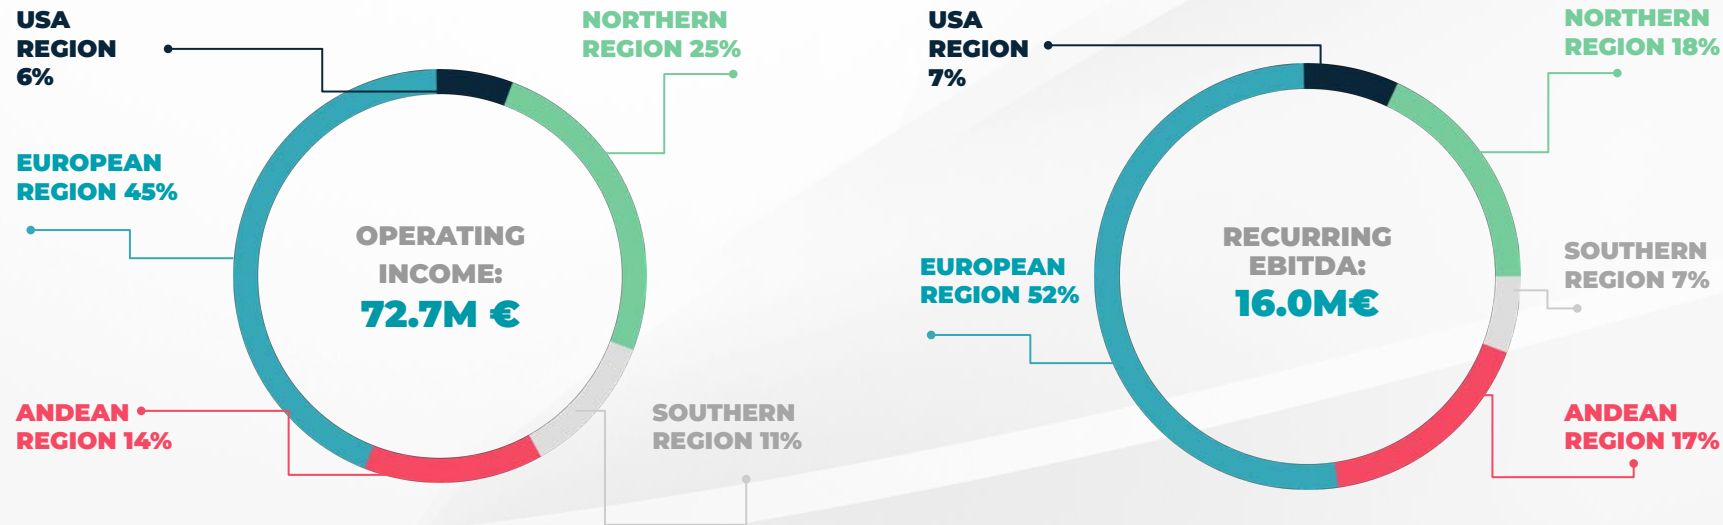 USA
REGION
6%
NORTHERN
REGION 25%
EUROPEAN
REGION 45%
OPERATING
INCOME:
72.7M €
ANDEAN
REGION 14%
SOUTHERN
REGION 11%
USA
REGION
7%
NORTHERN
REGION 18%
EUROPEAN
REGION 52%
RECURRING
EBITDA:
16.0M€
SOUTHERN
REGION 7%
ANDEAN
REGION 17%